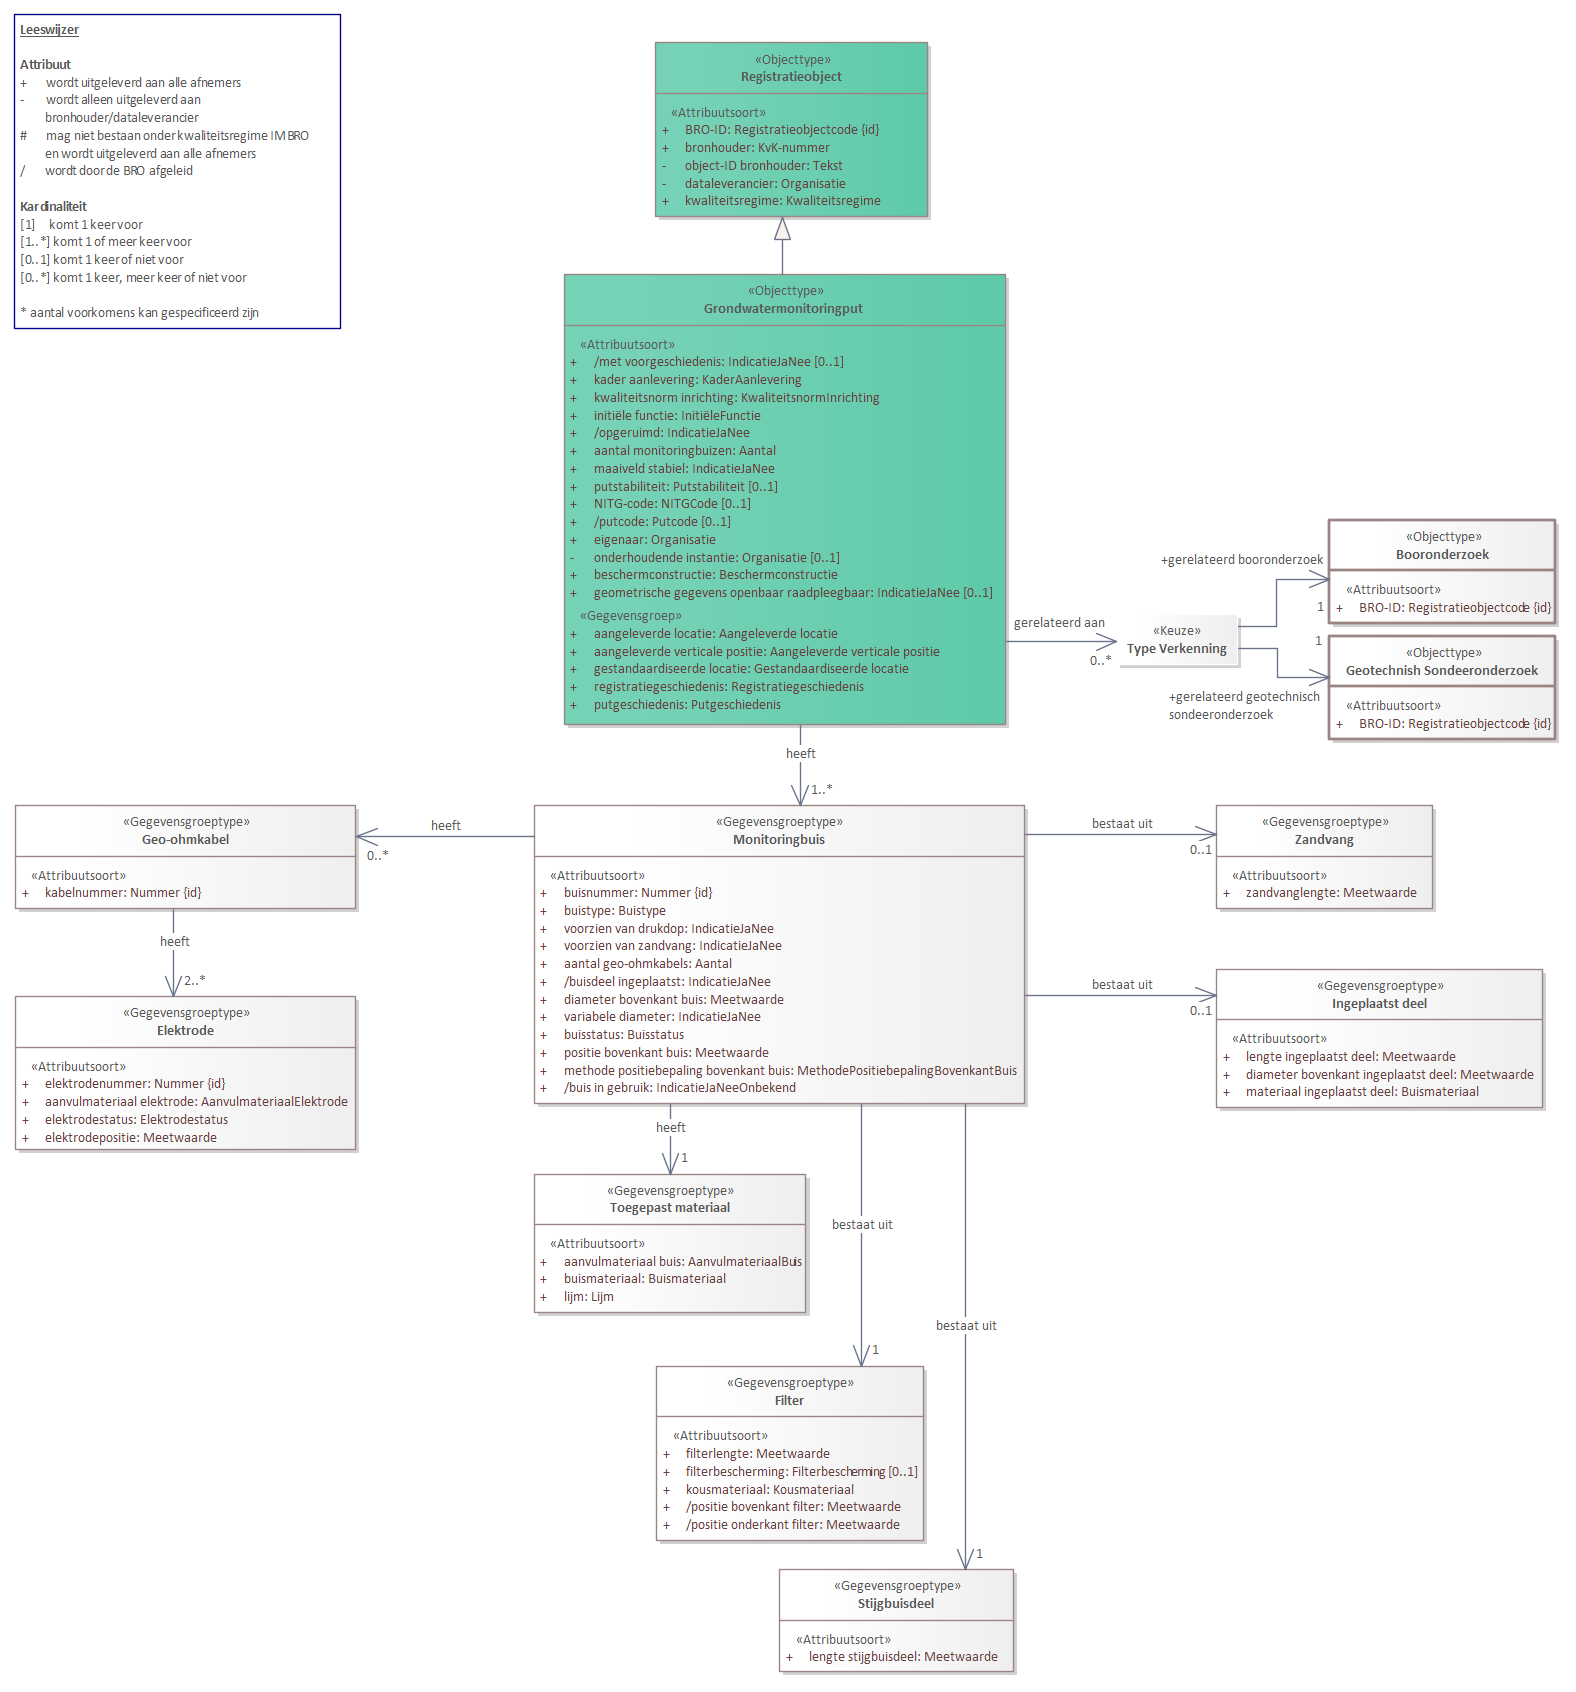 Leeswijzer
Attribuut
+ wordt uitgeleverd aan alle afnemers
- wordt alleen uitgeleverd aan
bronhouder/dataleverancier
# mag niet bestaan onder kwaliteitsregime IMBRO
en wordt uitgeleverd aan alle afnemers
/ wordt door de BRO afgeleid
Kardinaliteit
[1] komt 1 keer voor
[1..*] komt 1 of meer keer voor
[0..1] komt 1 keer of niet voor
[0..*] komt 1 keer, meer keer of niet voor
* aantal voorkomens kan gespecificeerd zijn
«Objecttype»
Registratieobject
«Attribuutsoort»
+ BRO-ID: Registratieobjectcode {id}
+ bronhouder: KvK-nummer
- object-ID bronhouder: Tekst
- dataleverancier: Organisatie
+ kwaliteitsregime: Kwaliteitsregime
«Objecttype»
Grondwatermonitoringput
«Attribuutsoort»
+ /met voorgeschiedenis: IndicatieJaNee [0..1]
+ kader aanlevering: KaderAanlevering
+ kwaliteitsnorm inrichting: KwaliteitsnormInrichting
+ initiële functie: InitiëleFunctie
+ /opgeruimd: IndicatieJaNee
+ aantal monitoringbuizen: Aantal
+ maaiveld stabiel: IndicatieJaNee
+ putstabiliteit: Putstabiliteit [0..1]
+ NITG-code: NITGCode [0..1]
+ /putcode: Putcode [0..1]
+ eigenaar: Organisatie
- onderhoudende instantie: Organisatie [0..1]
+ beschermconstructie: Beschermconstructie
+ geometrische gegevens openbaar raadpleegbaar: IndicatieJaNee [0..1]
«Gegevensgroep»
+ aangeleverde locatie: Aangeleverde locatie
+ aangeleverde verticale positie: Aangeleverde verticale positie
+ gestandaardiseerde locatie: Gestandaardiseerde locatie
+ registratiegeschiedenis: Registratiegeschiedenis
+ putgeschiedenis: Putgeschiedenis
gerelateerd aan
0..*
«Keuze»
Type Verkenning
+gerelateerd booronderzoek
1
«Objecttype»
Booronderzoek
«Attribuutsoort»
+ BRO-ID: Registratieobjectcode {id}
1
+gerelateerd geotechnisch
sondeeronderzoek
«Objecttype»
Geotechnish Sondeeronderzoek
«Attribuutsoort»
+ BRO-ID: Registratieobjectcode {id}
heeft
1..*
«Gegevensgroeptype»
Geo-ohmkabel
«Attribuutsoort»
+ kabelnummer: Nummer {id}
heeft
0..*
«Gegevensgroeptype»
Monitoringbuis
«Attribuutsoort»
+ buisnummer: Nummer {id}
+ buistype: Buistype
+ voorzien van drukdop: IndicatieJaNee
+ voorzien van zandvang: IndicatieJaNee
+ aantal geo-ohmkabels: Aantal
+ /buisdeel ingeplaatst: IndicatieJaNee
+ diameter bovenkant buis: Meetwaarde
+ variabele diameter: IndicatieJaNee
+ buisstatus: Buisstatus
+ positie bovenkant buis: Meetwaarde
+ methode positiebepaling bovenkant buis: MethodePositiebepalingBovenkantBuis
+ /buis in gebruik: IndicatieJaNeeOnbekend
bestaat uit
0..1
«Gegevensgroeptype»
Zandvang
«Attribuutsoort»
+ zandvanglengte: Meetwaarde
heeft
2..*
«Gegevensgroeptype»
Elektrode
«Attribuutsoort»
+ elektrodenummer: Nummer {id}
+ aanvulmateriaal elektrode: AanvulmateriaalElektrode
+ elektrodestatus: Elektrodestatus
+ elektrodepositie: Meetwaarde
bestaat uit
0..1
«Gegevensgroeptype»
Ingeplaatst deel
«Attribuutsoort»
+ lengte ingeplaatst deel: Meetwaarde
+ diameter bovenkant ingeplaatst deel: Meetwaarde
+ materiaal ingeplaatst deel: Buismateriaal
heeft
1
«Gegevensgroeptype»
Toegepast materiaal
«Attribuutsoort»
+ aanvulmateriaal buis: AanvulmateriaalBuis
+ buismateriaal: Buismateriaal
+ lijm: Lijm
bestaat uit
1
«Gegevensgroeptype»
Filter
«Attribuutsoort»
+ filterlengte: Meetwaarde
+ filterbescherming: Filterbescherming [0..1]
+ kousmateriaal: Kousmateriaal
+ /positie bovenkant filter: Meetwaarde
+ /positie onderkant filter: Meetwaarde
bestaat uit
1
«Gegevensgroeptype»
Stijgbuisdeel
«Attribuutsoort»
+ lengte stijgbuisdeel: Meetwaarde